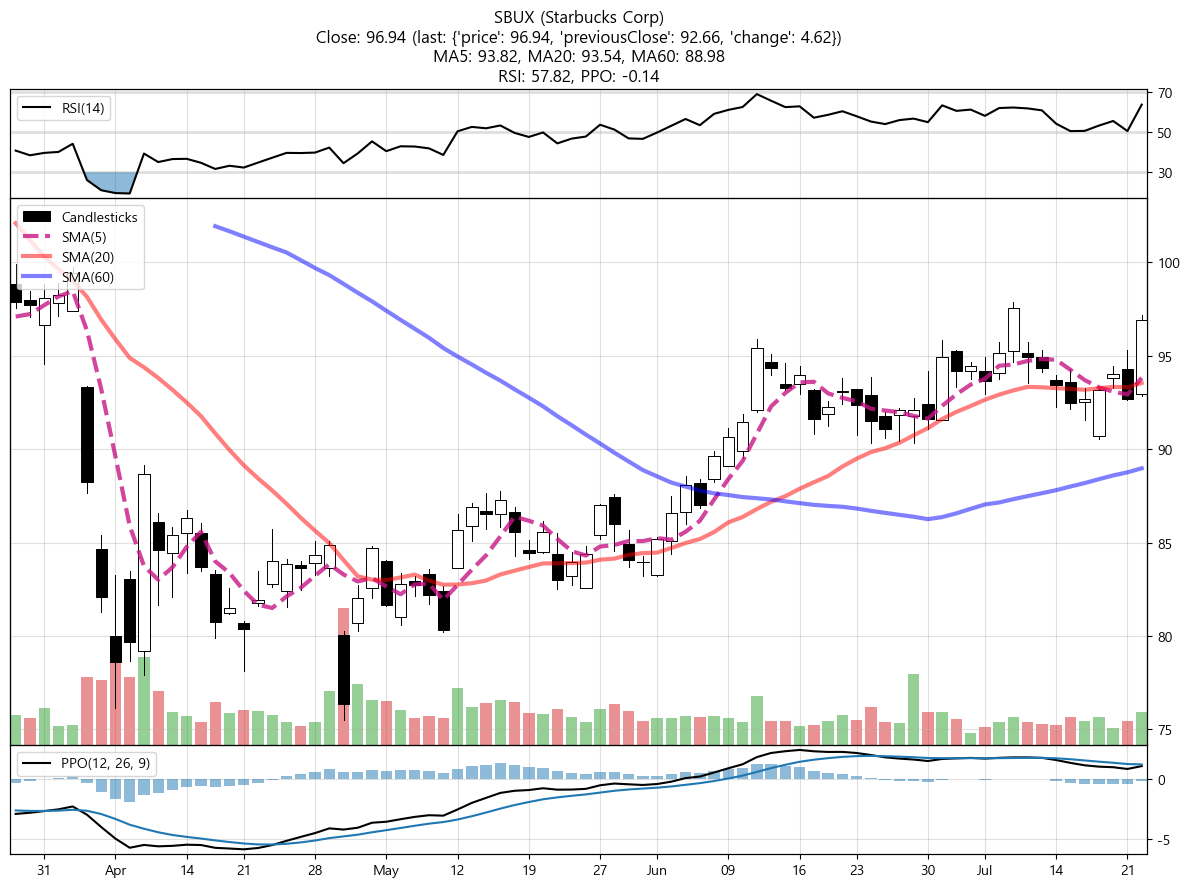 SBUX (Starbucks Corp)
Close: 96.94 (last: {'price': 96.94, 'previousClose': 92.66, 'change': 4.62})
MA5: 93.82, MA20: 93.54, MA60: 88.98
RSI: 57.82, PPO: -0.14
RSI(14)
70
50
30
Candlesticks
SMA(5)
SMA(20)
SMA(60)
100
95
90
85
80
75
PPO(12, 26, 9)
0
-5
31 Apr 14 21 28 May 12 19 27 Jun 09 16 23 30 Jul 14 21